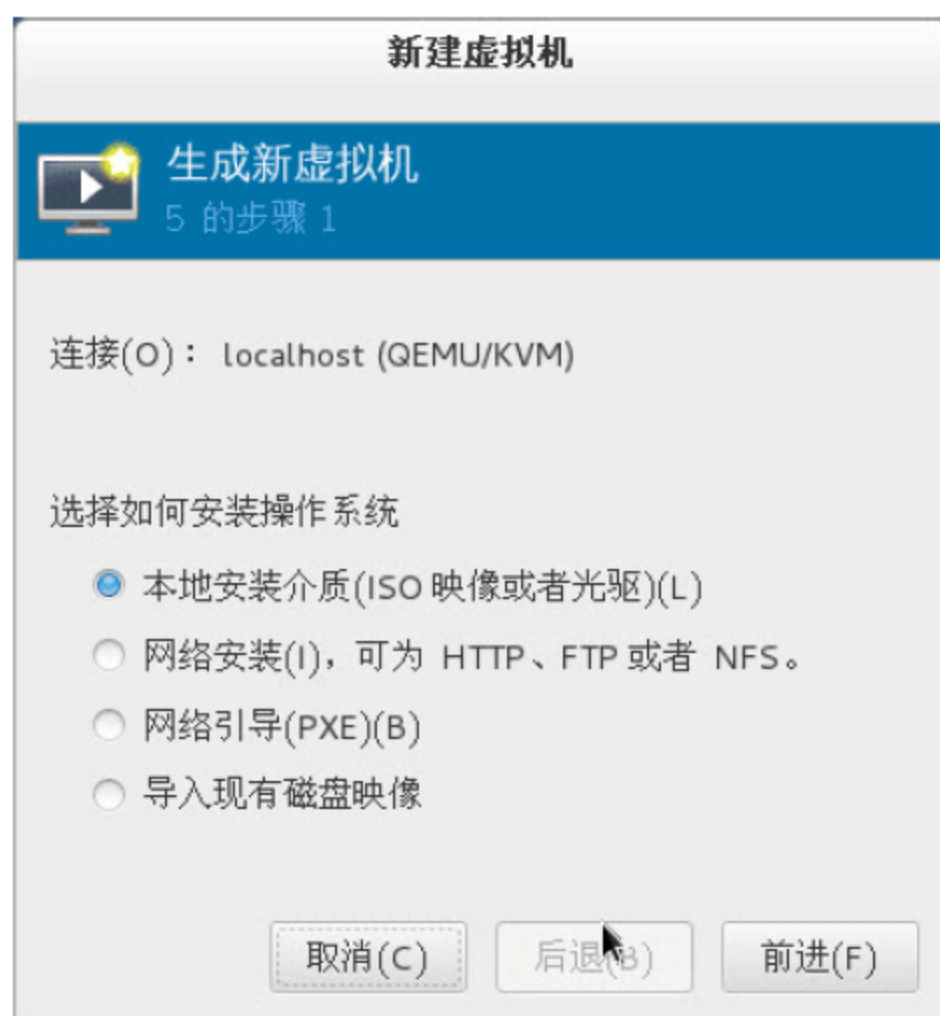 新建虚拟机
生成新虚拟机
5 的步骤 1
连接(O)： localhost (QEMU/KVM)
选择如何安装操作系统
本地安装介质(ISO 映像或者光驱)(L)
网络安装(I)，可为 HTTP、FTP 或者 NFS。
网络引导(PXE)(B)
导入现有磁盘映像
取消(C) 后退(B) 前进(F)